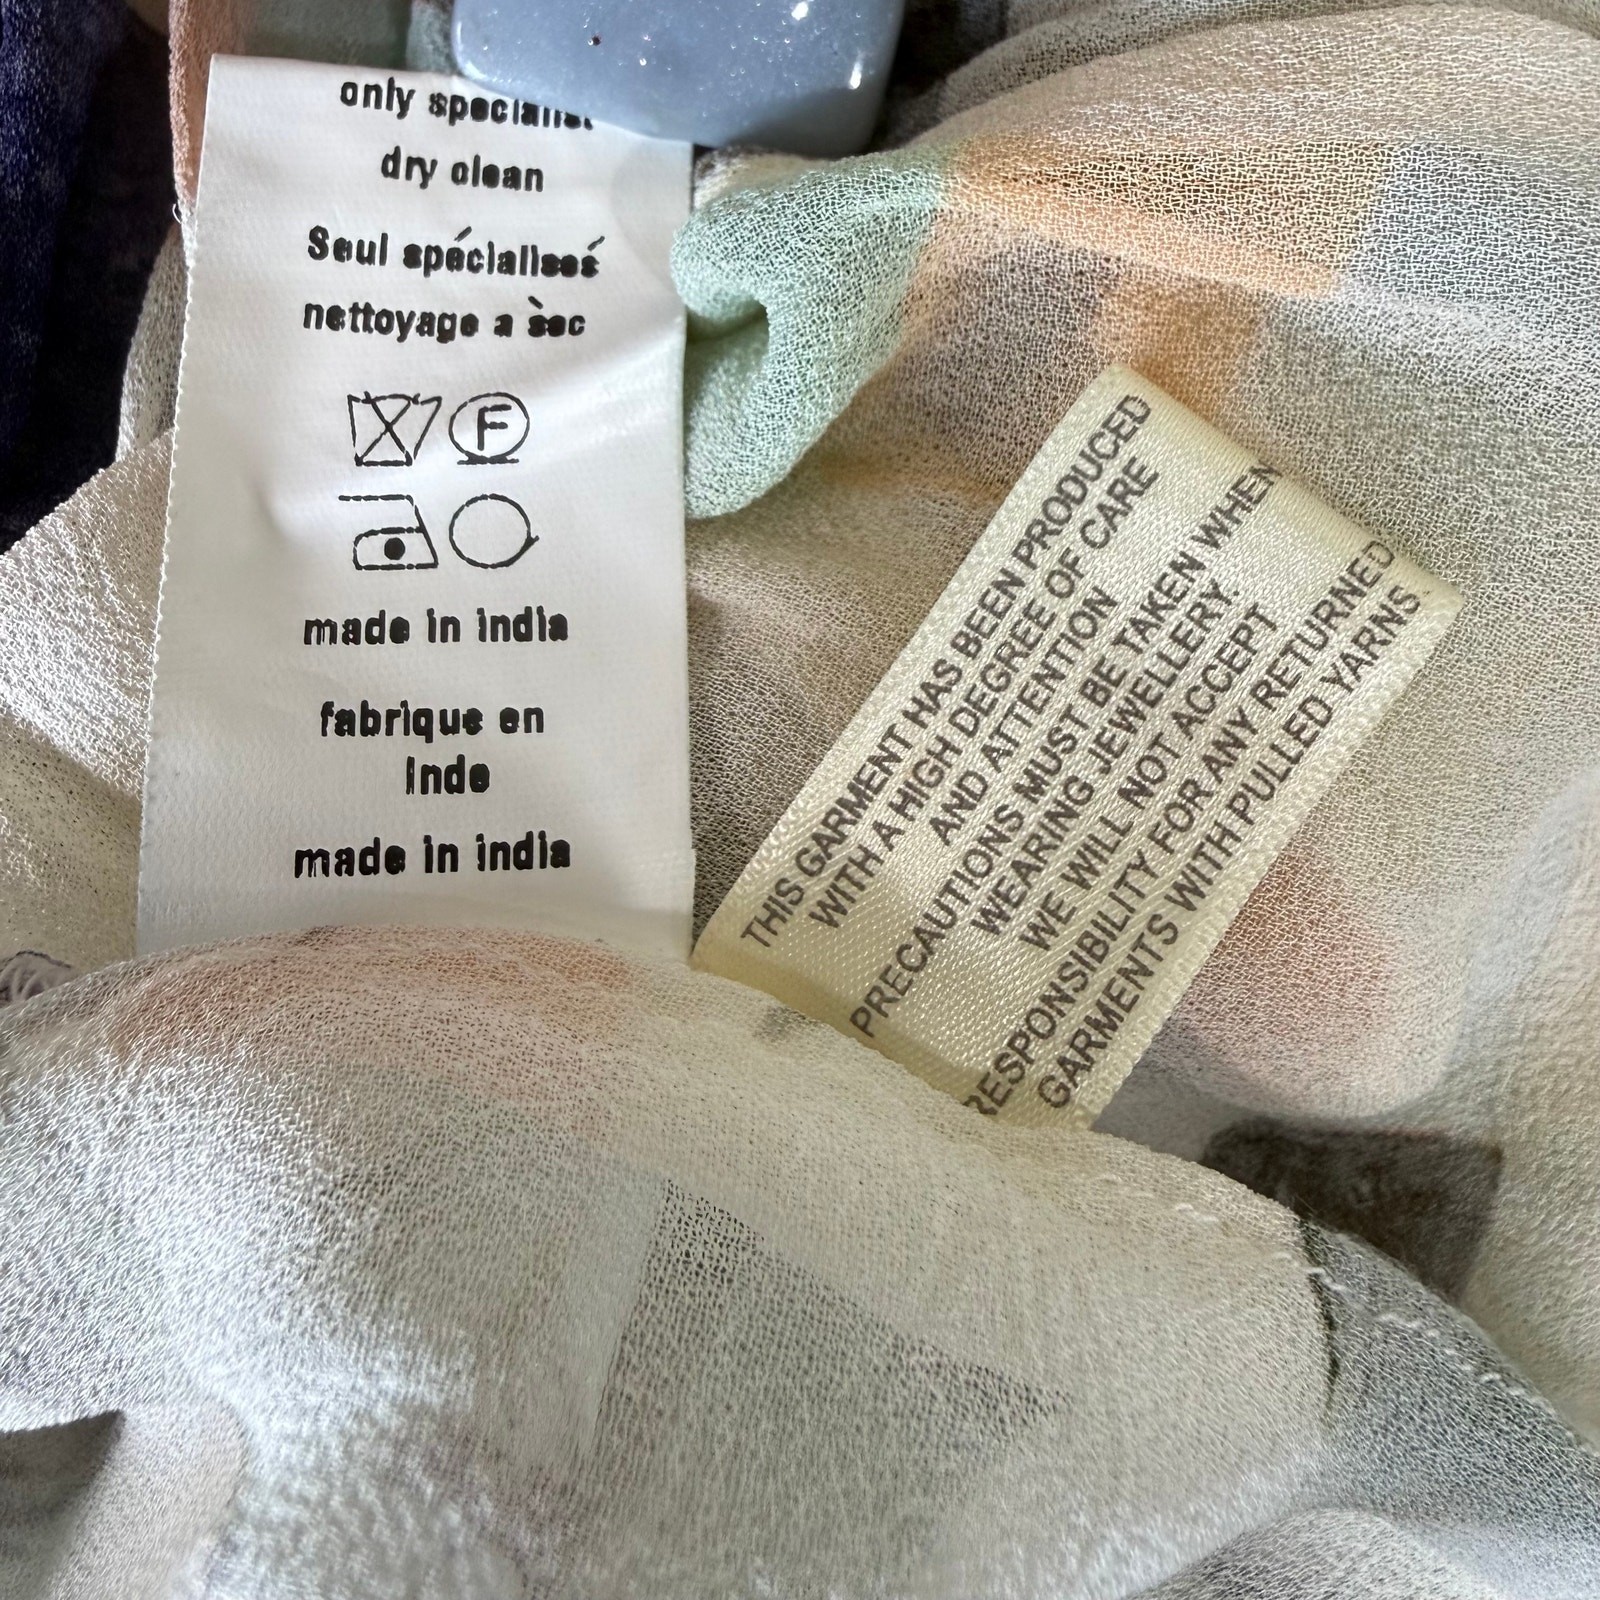 only specialist
dry clean
Seul spécialisés
nettoyage a sèc
F
made in india
fabrique en
Inde
made in india
THIS GARMENT HAS BEEN PRODUCED
WITH A HIGH DEGREE OF CARE
AND ATTENTION
PRECAUTIONS MUST BE TAKEN WHEN
WEARING JEWELLERY.
WE WILL NOT ACCEPT
RESPONSIBILITY FOR ANY RETURNED
GARMENTS WITH PULLED YARNS